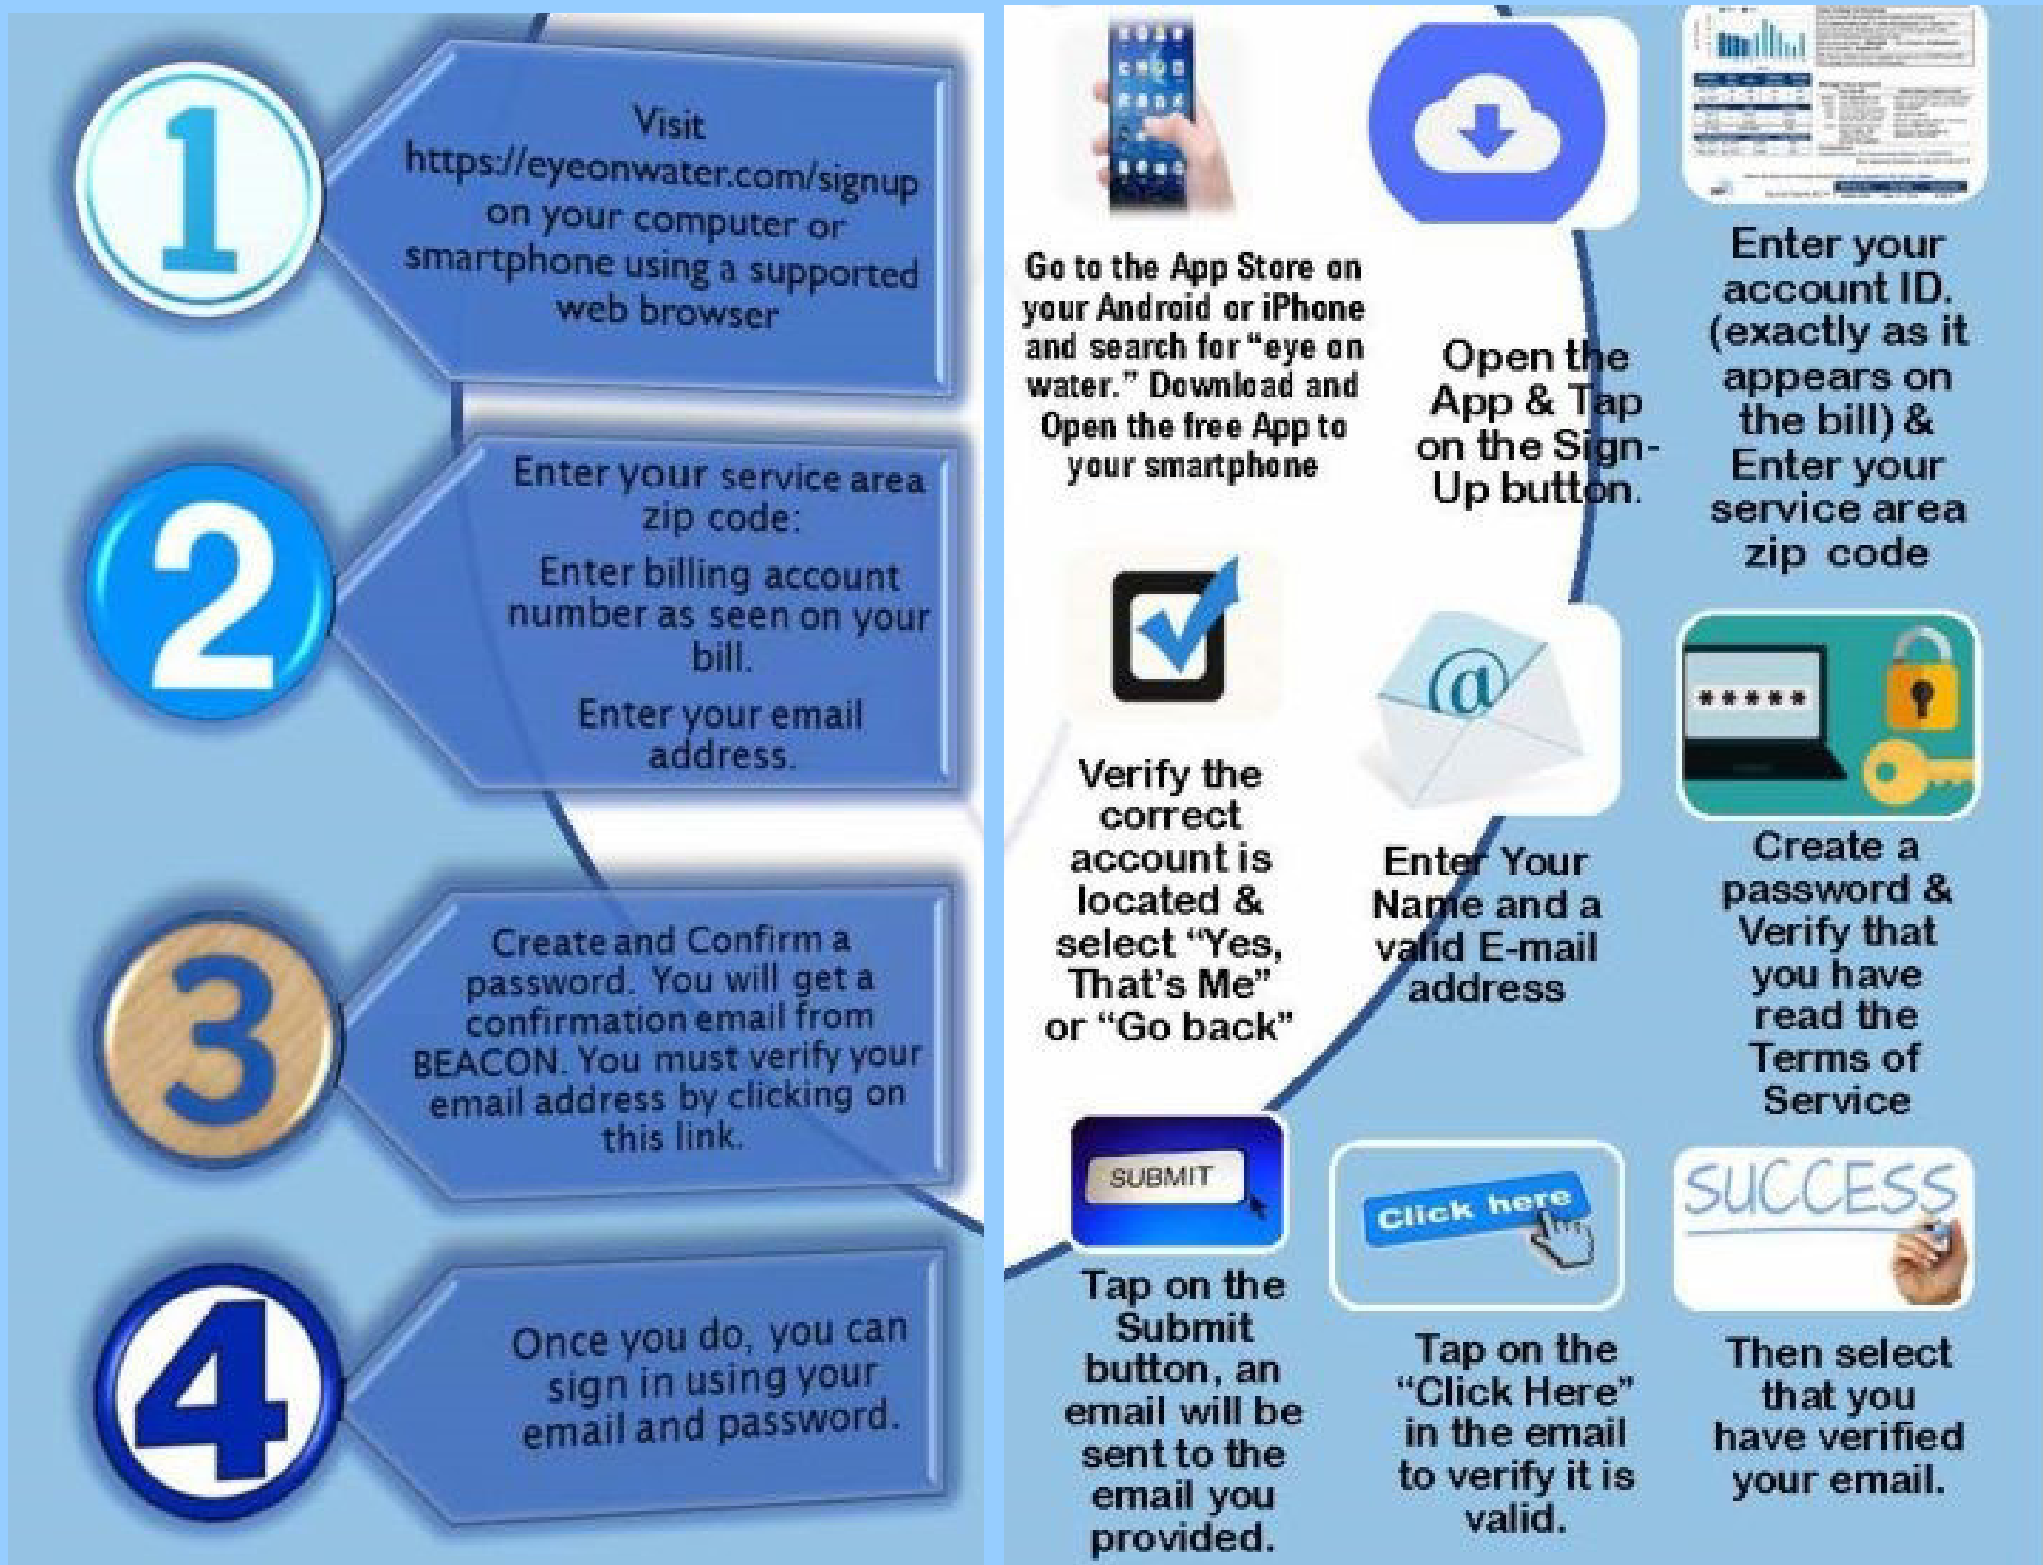 1
Visit
https://eyeonwater.com/signup
on your computer or
smartphone using a supported
web browser
2
Enter your service area
zip code:
Enter billing account
number as seen on your
bill.
Enter your email
address.
3
Create and Confirm a
password. You will get a
confirmation email from
BEACON. You must verify your
email address by clicking on
this link.
4
Once you do, you can
sign in using your
email and password.
Go to the App Store on
your Android or iPhone
and search for “eye on
water.” Download and
Open the free App to
your smartphone
Open the
App & Tap
on the Sign-
Up button.
Enter your
account ID.
(exactly as it
appears on
the bill) &
Enter your
service area
zip code
Verify the
correct
account is
located &
select “Yes,
That's Me”
or “Go back”
@
Enter Your
Name and a
valid E-mail
address
*****
Create a
password &
Verify that
you have
read the
Terms of
Service
SUBMIT
Tap on the
Submit
button, an
email will be
sent to the
email you
provided.
Click here
Tap on the
“Click Here”
in the email
to verify it is
valid.
SUCCESS
Then select
that you
have verified
your email.